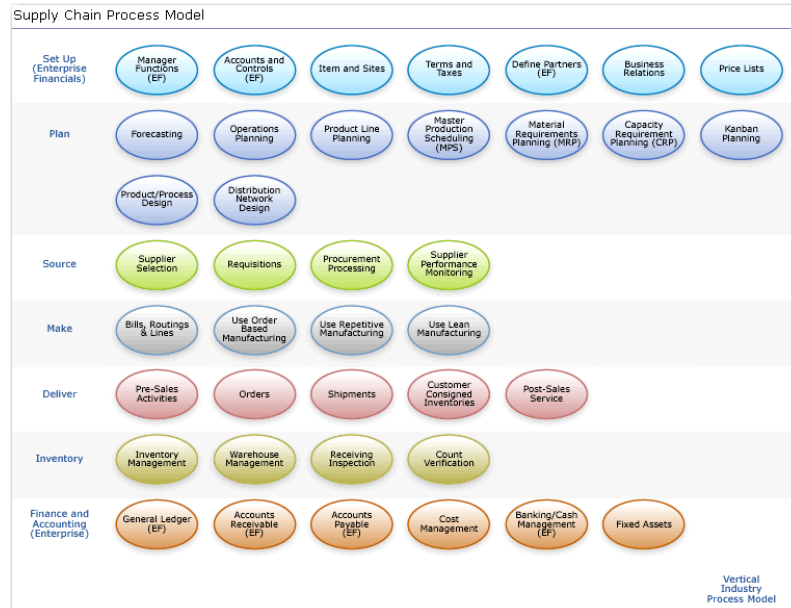 Supply Chain Process Model
Set Up
(Enterprise
Financials)
Manager
Functions
(EF)
Accounts and
Controls
(EF)
Item and Sites
Terms and
Taxes
Define Partners
(EF)
Business
Relations
Price Lists
Plan
Forecasting
Operations
Planning
Product Line
Planning
Master
Production
Scheduling
(MPS)
Material
Requirements
Planning (MRP)
Capacity
Requirement
Planning (CRP)
Kanban
Planning
Product/Process
Design
Distribution
Network
Design
Source
Supplier
Selection
Requisitions
Procurement
Processing
Supplier
Performance
Monitoring
Make
Bills, Routings
& Lines
Use Order
Based
Manufacturing
Use Repetitive
Manufacturing
Use Lean
Manufacturing
Deliver
Pre-Sales
Activities
Orders
Shipments
Customer
Consigned
Inventories
Post-Sales
Service
Inventory
Inventory
Management
Warehouse
Management
Receiving
Inspection
Count
Verification
Finance and
Accounting
(Enterprise)
General Ledger
(EF)
Accounts
Receivable
(EF)
Accounts
Payable
(EF)
Cost
Management
Banking/Cash
Management
(EF)
Fixed Assets
Vertical
Industry
Process Model